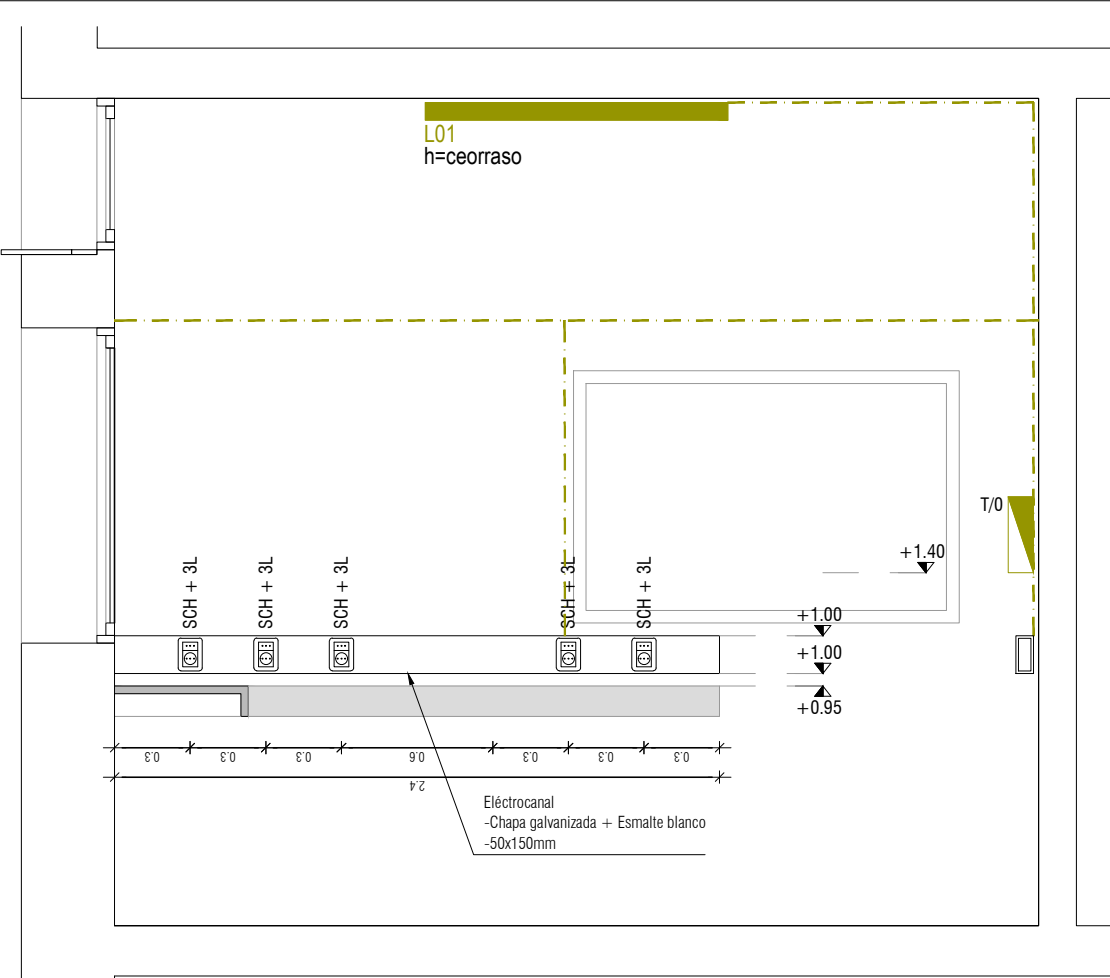 L01
h=ceorraso
T/0
+1.40
SCH + 3L
SCH + 3L
SCH + 3L
SCH + 3L
SCH + 3L
+1.00
+1.00
+0.95
0.3
0.3
0.3
0.6
0.3
0.3
0.3
2.4
Eléctrocanal
-Chapa galvanizada + Esmalte blanco
-50x150mm